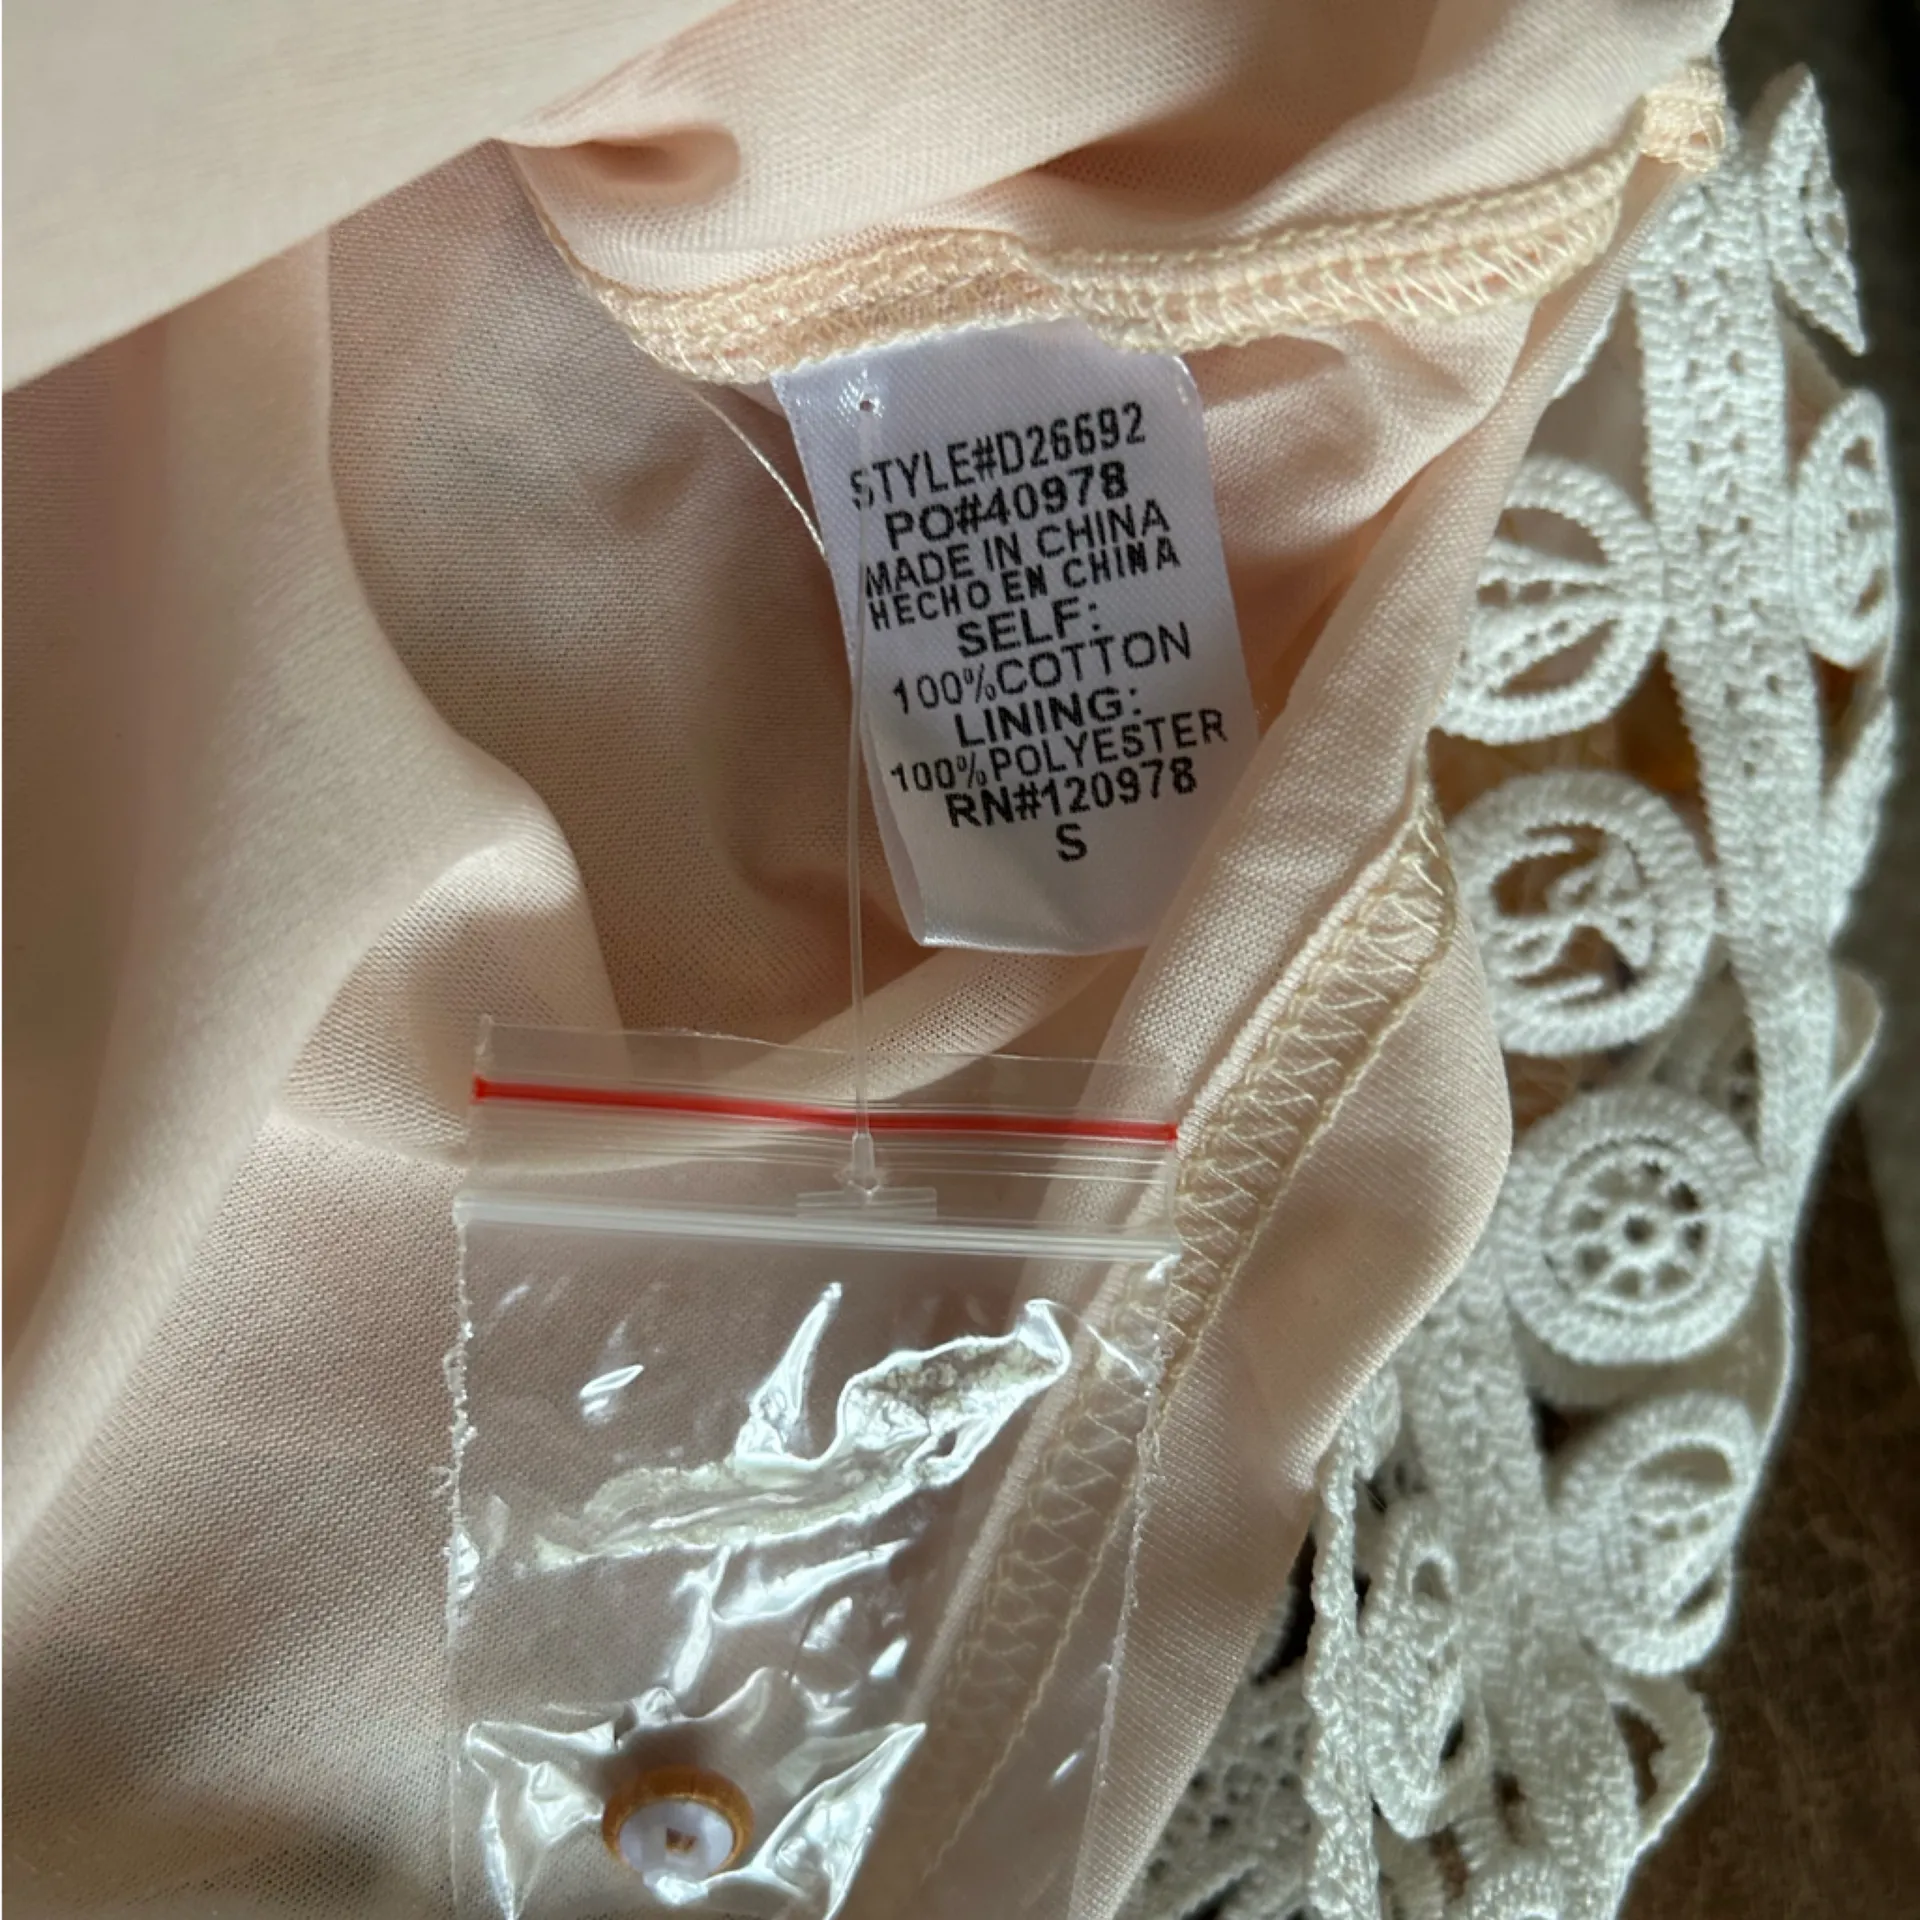 STYLE#D26692
PO#40978
MADE IN CHINA
HECHO EN CHINA
SELF:
100%COTTON
LINING:
100%POLYESTER
RN#120978
S